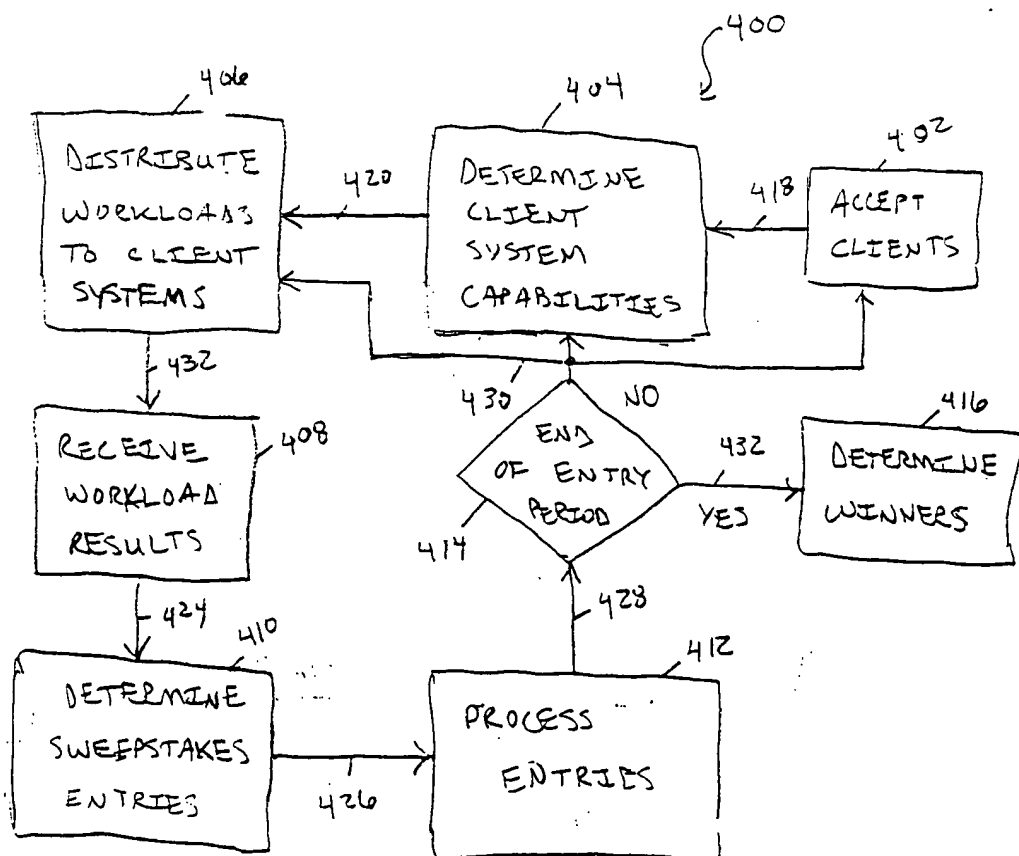 400
406
DISTRIBUTE
WORKLOADS
TO CLIENT
SYSTEMS
420
404
DETERMINE
CLIENT
SYSTEM
CAPABILITIES
418
402
ACCEPT
CLIENTS
432
430
NO
408
RECEIVE
WORKLOAD
RESULTS
END
OF ENTRY
PERIOD
414
432
YES
416
DETERMINE
WINNERS
424
410
DETERMINE
SWEEPSTAKES
ENTRIES
426
428
412
PROCESS
ENTRIES